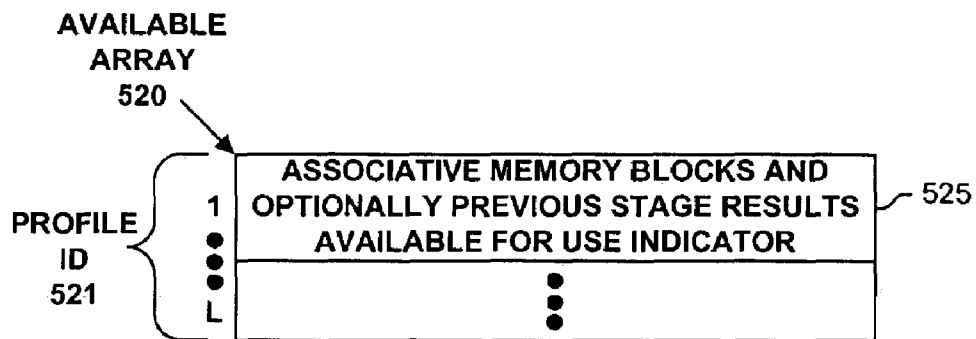 AVAILABLE
ARRAY
520
ASSOCIATIVE MEMORY BLOCKS AND
OPTIONALLY PREVIOUS STAGE RESULTS
AVAILABLE FOR USE INDICATOR
525
PROFILE
ID
521
1
L